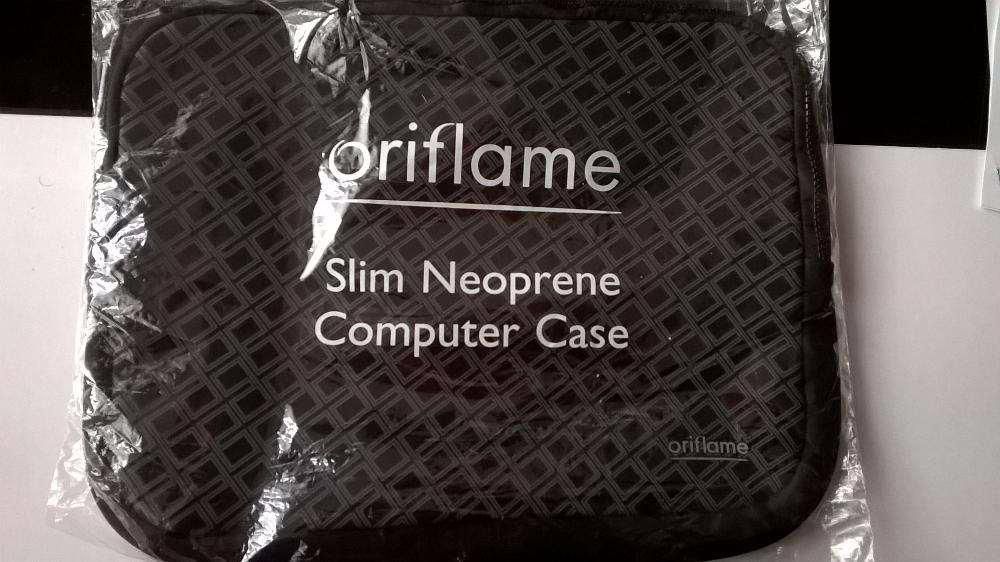 oriflame
Slim Neoprene
Computer Case
oriflame